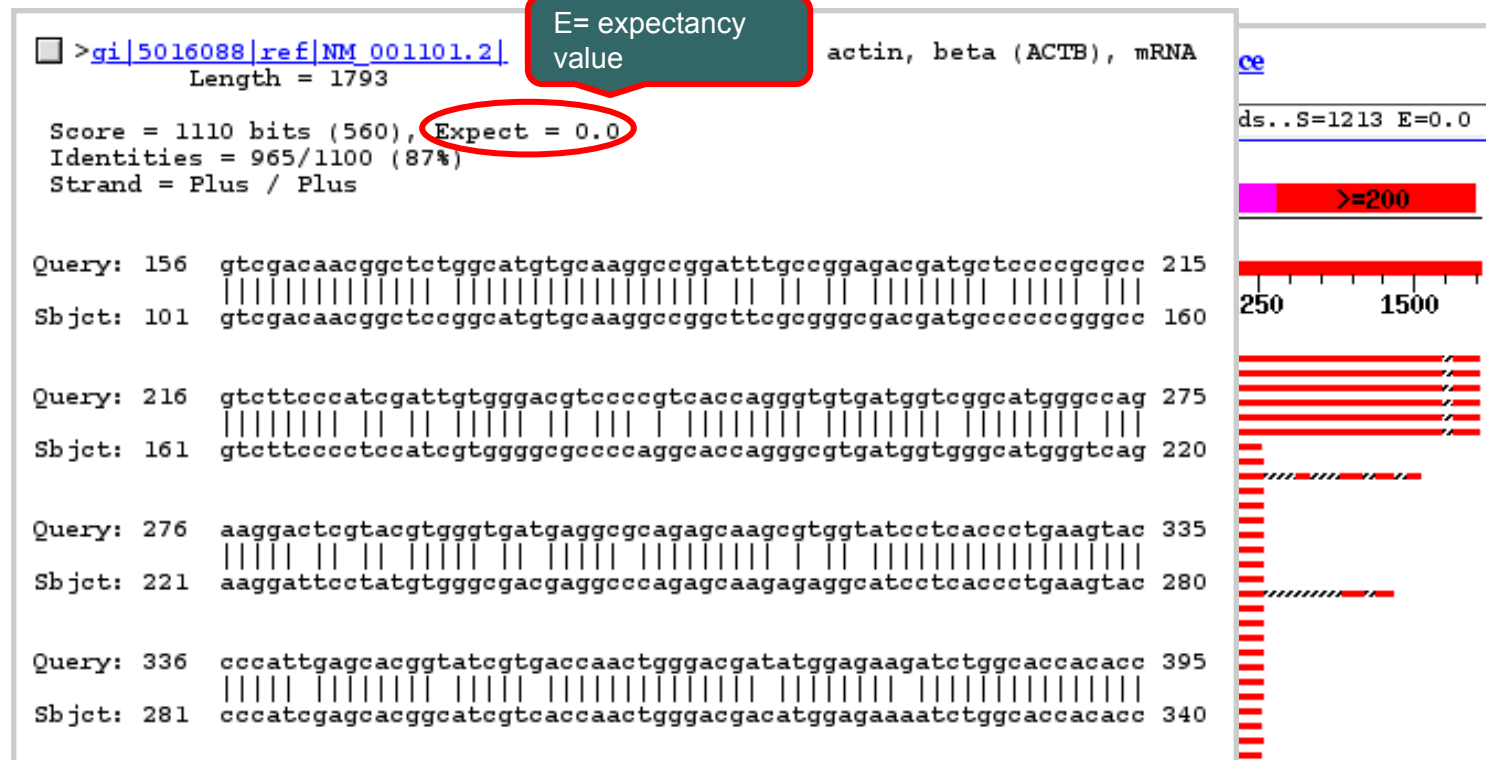 E= expectancy
value
>gi|5016088|ref|NM_001101.2| actin, beta (ACTB), mRNA
Length = 1793
Score = 1110 bits (560), Expect = 0.0
Identities = 965/1100 (87%)
Strand = Plus / Plus
Query: 156 gtcgacaacggctctggcatgtgcaaggccggatttgccggagacgatgctccccgcgcc 215
Sbjct: 101 gtcgacaacggctccggcatgtgcaaggccggcttcgcgggcgacgatgccccccgggcc 160
Query: 216 gtcttcccatcgattgtgggacgtccccgtcaccagggtgtgatggtcggcatgggccag 275
Sbjct: 161 gtcttcccctccatcgtggggcgccccaggcaccagggcgtgatggtgggcatgggtcag 220
Query: 276 aaggactcgtacgtgggtgatgaggcgcagagcaagcgtggtatcctcaccctgaagtac 335
Sbjct: 221 aaggattcctatgtgggcgacgaggcccagagcaagagaggcatcctcaccctgaagtac 280
Query: 336 cccattgagcacggtatcgtgaccaactgggacgatatggagaagatctggcaccacacc 395
Sbjct: 281 cccatcgagcacggcatcgtcaccaactgggacgacatggagaaaatctggcaccacacc 340
ce
ds..S=1213 E=0.0
>=200
250 1500